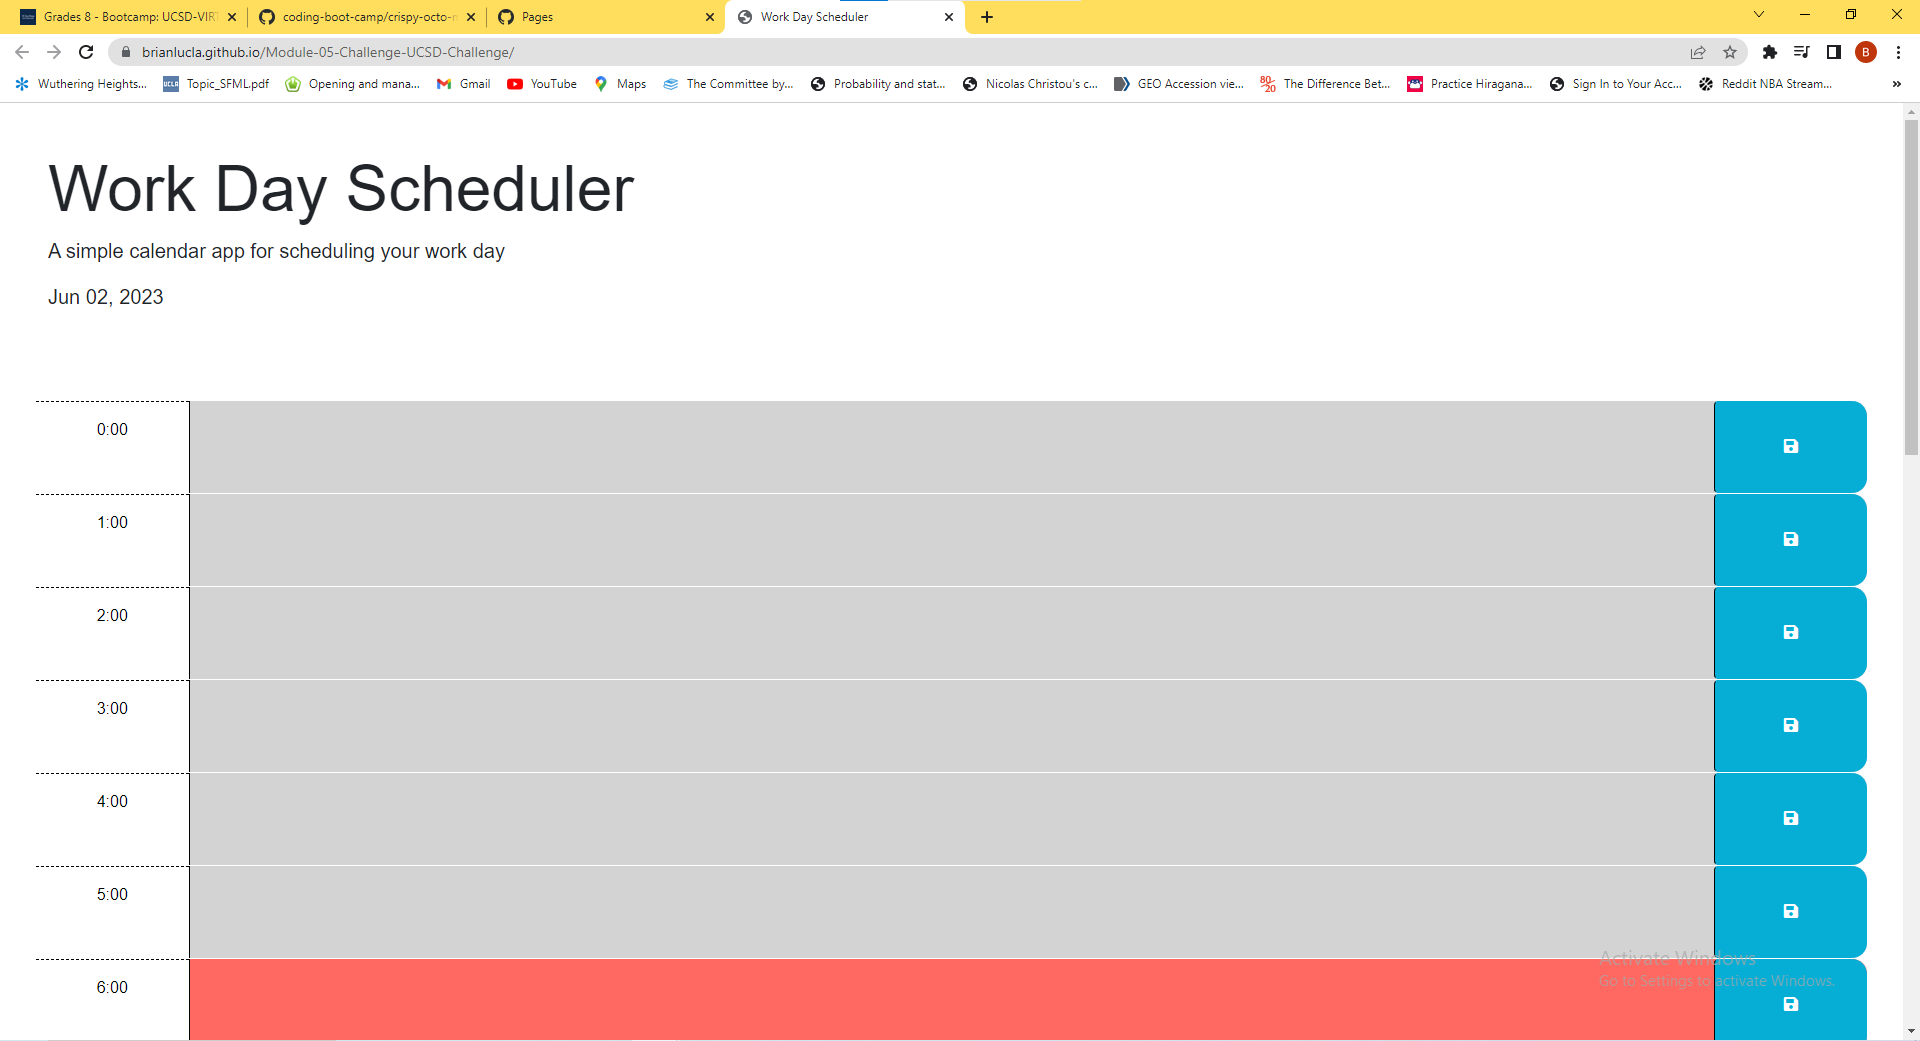 Grades 8 - Bootcamp: UCSD-VIRT
coding-boot-camp/crispy-octo-
Pages
Work Day Scheduler
brianlucla.github.io/Module-05-Challenge-UCSD-Challenge/
B
Wuthering Heights...
UCLA
Topic_SFML.pdf
Opening and mana...
Gmail
YouTube
Maps
The Committee by...
Probability and stat...
Nicolas Christou's c...
GEO Accession vie...
80/20
The Difference Bet...
Practice Hiragana...
Sign In to Your Acc...
Reddit NBA Stream...
»
Work Day Scheduler
A simple calendar app for scheduling your work day
Jun 02, 2023
0:00
1:00
2:00
3:00
4:00
5:00
6:00
Activate Windows
Go to Settings to activate Windows.